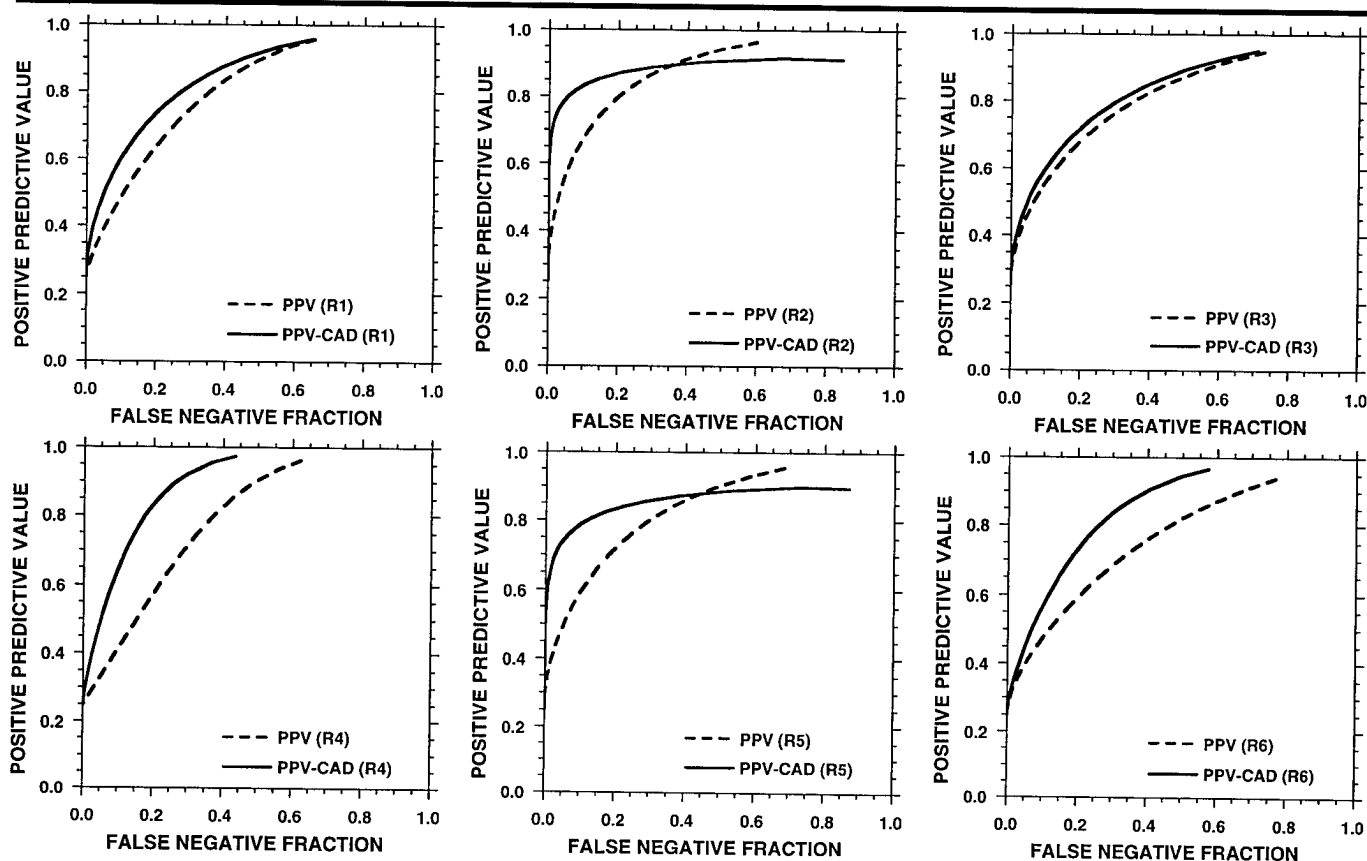 POSITIVE PREDICTIVE VALUE
1.0
0.8
0.6
0.4
0.2
0.0
PPV (R1)
PPV-CAD (R1)
0.0 0.2 0.4 0.6 0.8 1.0
FALSE NEGATIVE FRACTION
POSITIVE PREDICTIVE VALUE
1.0
0.8
0.6
0.4
0.2
0.0
PPV (R2)
PPV-CAD (R2)
0.0 0.2 0.4 0.6 0.8 1.0
FALSE NEGATIVE FRACTION
POSITIVE PREDICTIVE VALUE
1.0
0.8
0.6
0.4
0.2
0.0
PPV (R3)
PPV-CAD (R3)
0.0 0.2 0.4 0.6 0.8 1.0
FALSE NEGATIVE FRACTION
POSITIVE PREDICTIVE VALUE
1.0
0.8
0.6
0.4
0.2
0.0
PPV (R4)
PPV-CAD (R4)
0.0 0.2 0.4 0.6 0.8 1.0
FALSE NEGATIVE FRACTION
POSITIVE PREDICTIVE VALUE
1.0
0.8
0.6
0.4
0.2
0.0
PPV (R5)
PPV-CAD (R5)
0.0 0.2 0.4 0.6 0.8 1.0
FALSE NEGATIVE FRACTION
POSITIVE PREDICTIVE VALUE
1.0
0.8
0.6
0.4
0.2
0.0
PPV (R6)
PPV-CAD (R6)
0.0 0.2 0.4 0.6 0.8 1.0
FALSE NEGATIVE FRACTION